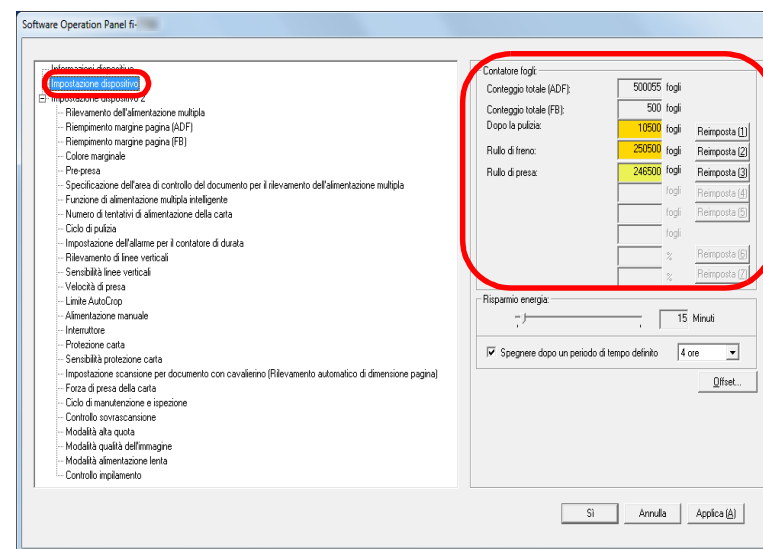 Software Operation Panel fi-
Informazioni dispositivo
Impostazione dispositivo
Impostazione dispositivo 2
Rilevamento dell'alimentazione multipla
Riempimento margine pagina (ADF)
Riempimento margine pagina (FB)
Colore marginale
Pre-presa
Specificazione dell'area di controllo del documento per il rilevamento dell'alimentazione multipla
Funzione di alimentazione multipla intelligente
Numero di tentativi di alimentazione della carta
Ciclo di pulizia
Impostazione dell'allarme per il contatore di durata
Rilevamento di linee verticali
Sensibilità linee verticali
Velocità di presa
Limite AutoCrop
Alimentazione manuale
Interruttore
Protezione carta
Sensibilità protezione carta
Impostazione scansione per documento con cavalierino (Rilevamento automatico di dimensione pagina)
Forza di presa della carta
Ciclo di manutenzione e ispezione
Controllo sovrascansione
Modalità alta quota
Modalità qualità dell'immagine
Modalità alimentazione lenta
Controllo impilamento
Contatore fogli:
Conteggio totale (ADF): 500055 fogli
Conteggio totale (FB): 500 fogli
Dopo la pulizia: 10500 fogli Reimposta (1)
Rullo di freno: 250500 fogli Reimposta (2)
Rullo di presa: 246500 fogli Reimposta (3)
fogli Reimposta (4)
fogli Reimposta (5)
fogli
% Reimposta (6)
% Reimposta (7)
Risparmio energia:
15 Minuti
Spegnere dopo un periodo di tempo definito 4 ore
Offset...
Sì Annulla Applica (A)